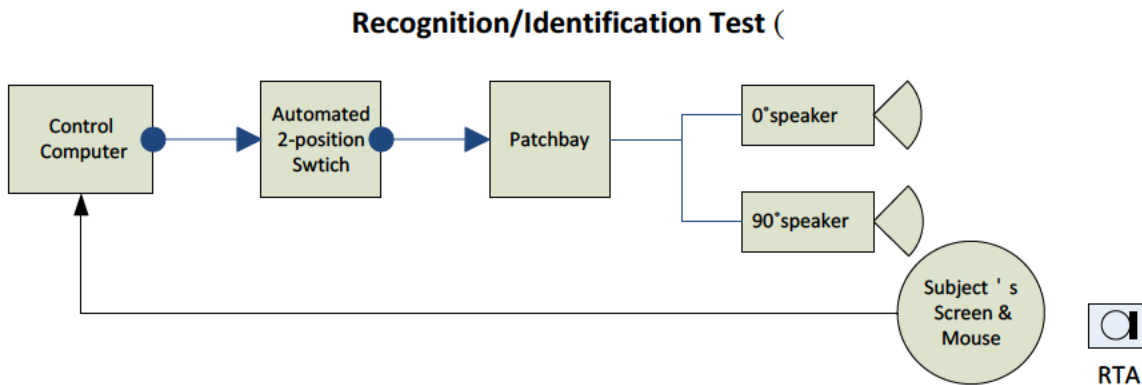 Recognition/Identification Test (
Control
Computer
Automated
2-position
Swtich
Patchbay
0°speaker
90°speaker
Subject ' s
Screen &
Mouse
RTA